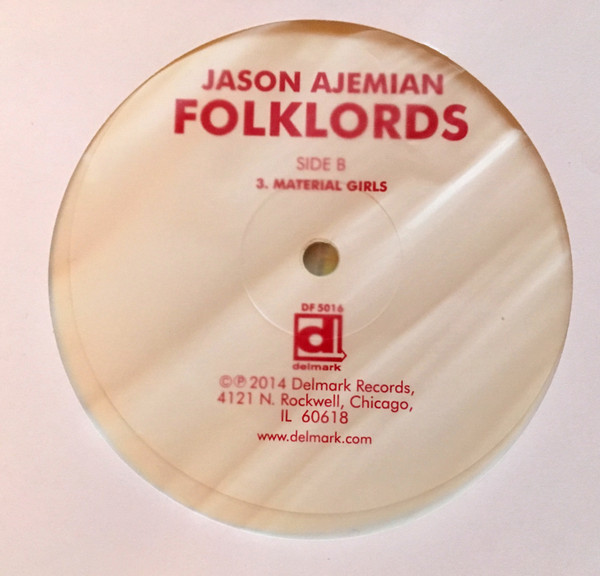 JASON AJEMIAN
FOLKLORDS
SIDE B
3. MATERIAL GIRLS
DF 5016
d
delmark
©℗ 2014 Delmark Records,
4121 N. Rockwell, Chicago,
IL 60618
www.delmark.com